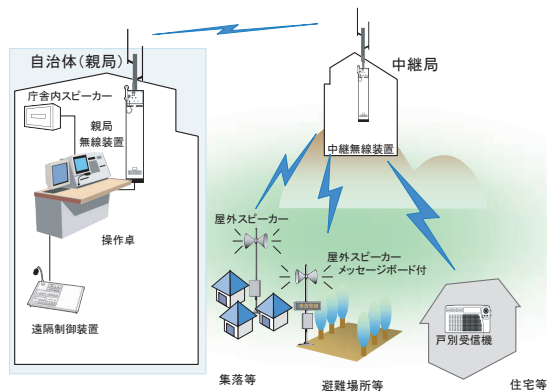 自治体(親局)
庁舎内スピーカー
親局
無線装置
操作卓
遠隔制御装置
中継局
中継無線装置
屋外スピーカー
屋外スピーカー
メッセージボード付
戸別受信機
集落等
避難場所等
住宅等